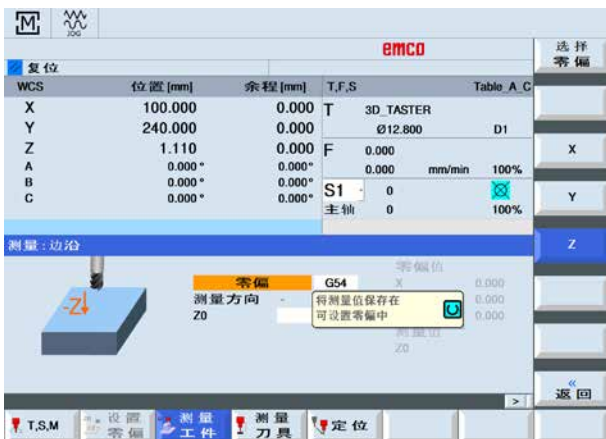 M
JOG
emco
选择
零偏
复位
WCS 位置[mm] 余程[mm] T,F,S Table_A_C
X 100.000 0.000 T 3D_TASTER
Y 240.000 0.000 Ø12.800 D1
Z 1.110 0.000 F 0.000 X
A 0.000° 0.000° 0.000 mm/min 100%
B 0.000° 0.000° S1 0 Y
C 0.000° 0.000° 主轴 0 100%
测量:边沿 Z
零偏值
零偏 G54 X 0.000
-Z 测量方向 - 将测量值保存在 0.000
Z0 可设置零偏中 0.000
测量值
Z0
«
返回
>
T,S,M 设置 测量 测量 定位
零偏 工件 刀具